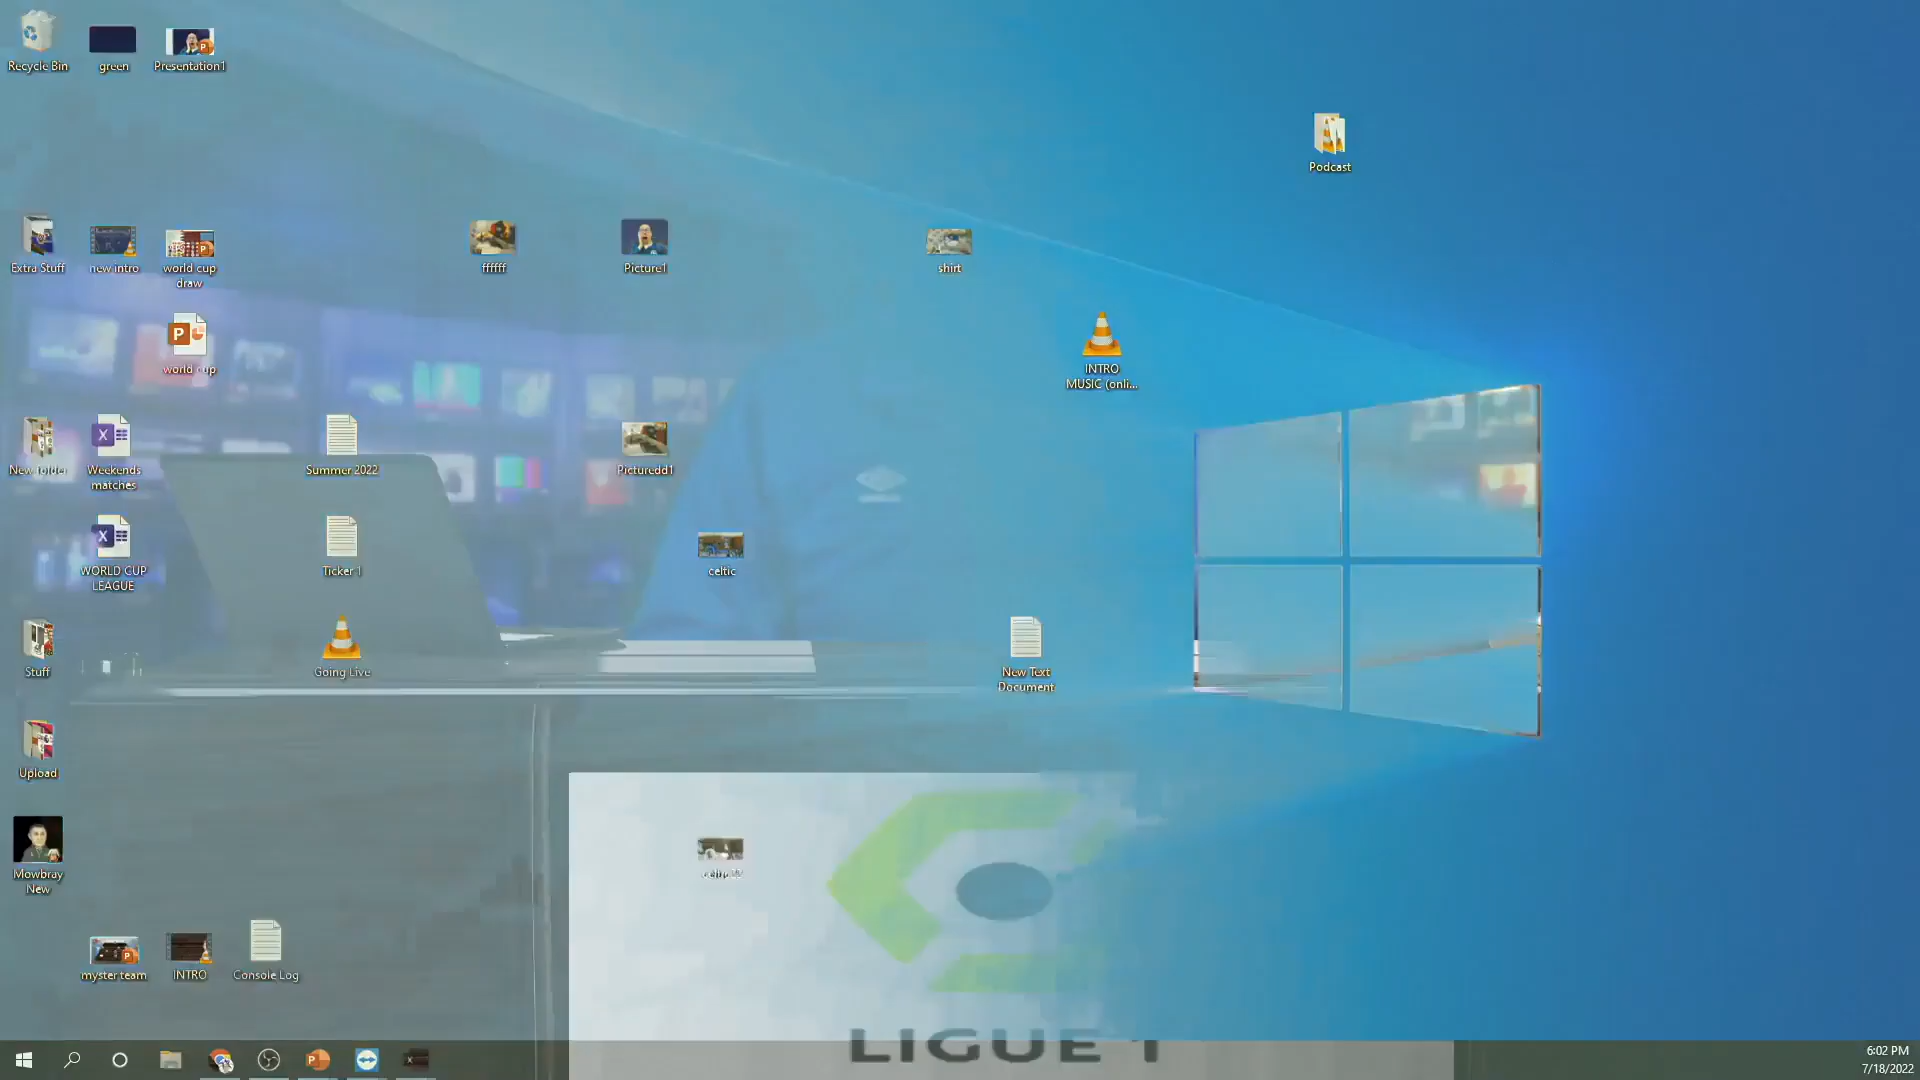 Recycle Bin
green
Presentation1
Podcast
Extra Stuff
new intro
world cup
draw
ffffff
Picture1
shirt
world cup
INTRO
MUSIC (onli...
New folder
Weekends
matches
Summer 2022
Picturedd1
WORLD CUP
LEAGUE
Ticker 1
celtic
Stuff
Going Live
New Text
Document
Upload
Mowbray
New
myster team
INTRO
Console Log
LIGUE 1
6:02 PM
7/18/2022